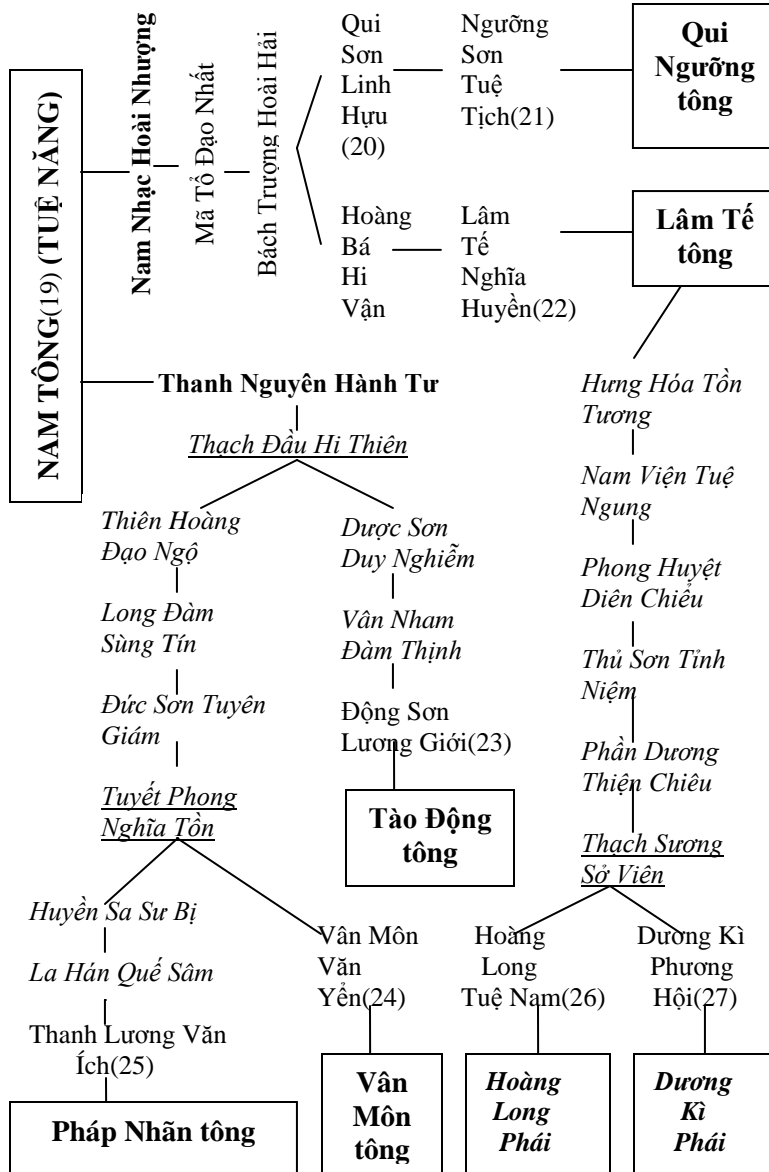 NAM TÔNG(19) (TUỆ NĂNG)
Nam Nhạc Hoài Nhượng
Mã Tổ Đạo Nhất
Bách Trượng Hoài Hải
Qui
Sơn
Linh
Hựu
(20)
Ngưỡng
Sơn
Tuệ
Tịch(21)
Qui
Ngưỡng
tông
Hoàng
Bá
Hi
Vận
Lâm
Tế
Nghĩa
Huyền(22)
Lâm Tế
tông
Thanh Nguyên Hành Tư
Thạch Đầu Hi Thiên
Thiên Hoàng
Đạo Ngộ
Long Đàm
Sùng Tín
Đức Sơn Tuyên
Giám
Tuyết Phong
Nghĩa Tồn
Huyền Sa Sư Bị
La Hán Quế Sâm
Thanh Lương Văn
Ích(25)
Pháp Nhãn tông
Vân Môn
Văn
Yển(24)
Vân
Môn
tông
Dược Sơn
Duy Nghiễm
Vân Nham
Đàm Thịnh
Động Sơn
Lương Giới(23)
Tào Động
tông
Hưng Hóa Tồn
Tương
Nam Viện Tuệ
Ngung
Phong Huyệt
Diên Chiểu
Thủ Sơn Tỉnh
Niệm
Phần Dương
Thiện Chiêu
Thạch Sương
Sở Viên
Hoàng
Long
Tuệ Nam(26)
Hoàng
Long
Phái
Dương Kì
Phương
Hội(27)
Dương
Kì
Phái